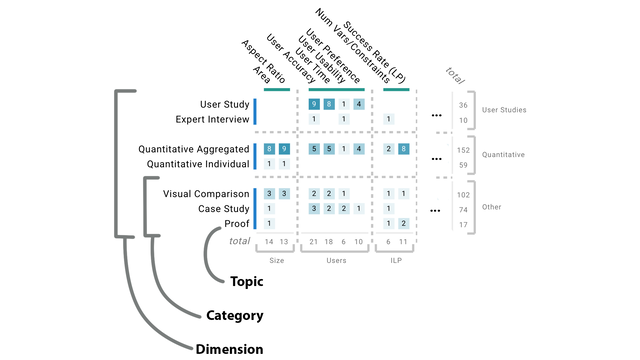 Aspect Ratio
Area
User Accuracy
User Time
User Usability
User Preference
Num Vars/Constraints
Success Rate (LP)
total
User Study 9 8 1 4 36
Expert Interview 1 1 1 ... 10
User Studies
Quantitative Aggregated 8 9 5 5 1 4 2 8 152
Quantitative Individual 1 1 ... 59
Quantitative
Visual Comparison 3 3 2 2 1 1 1 102
Case Study 1 3 2 2 1 1 ... 74
Proof 1 1 2 17
Other
total 14 13 21 18 6 10 6 11
Size Users ILP
Topic
Category
Dimension